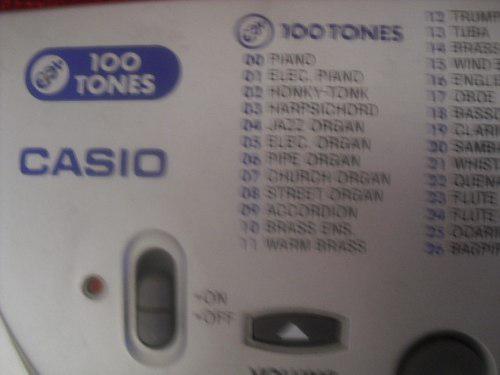 100
TONES
CASIO
ON
OFF
100 TONES
00 PIANO
01 ELEC. PIANO
02 HONKY-TONK
03 HARPSICHORD
04 JAZZ ORGAN
05 ELEC. ORGAN
06 PIPE ORGAN
07 CHURCH ORGAN
08 STREET ORGAN
09 ACCORDION
10 BRASS ENS.
11 WARM BRASS
12 TRUMP
13 TUBA
14 BRASS
15 WIND E
16 ENGLI
17 OBOE
18 BASSO
19 CLARI
20 SAMBA
21 WHIST
22 QUENA
23 FLUTE
24 FLUTE
25 OCARI
26 BAGPIP